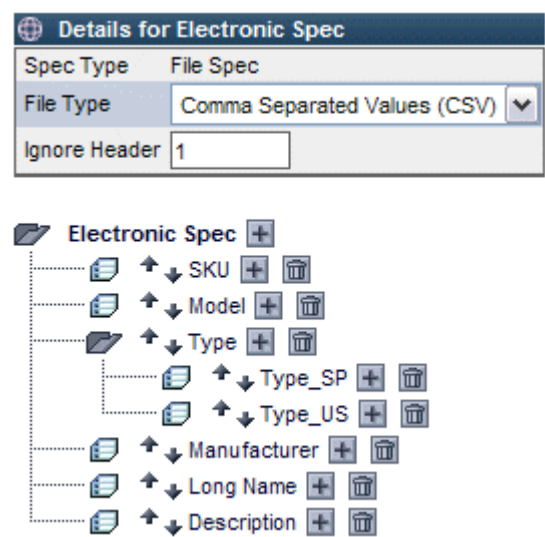 Details for Electronic Spec
Spec Type File Spec
File Type Comma Separated Values (CSV)
Ignore Header 1
Electronic Spec
SKU
Model
Type
Type_SP
Type_US
Manufacturer
Long Name
Description